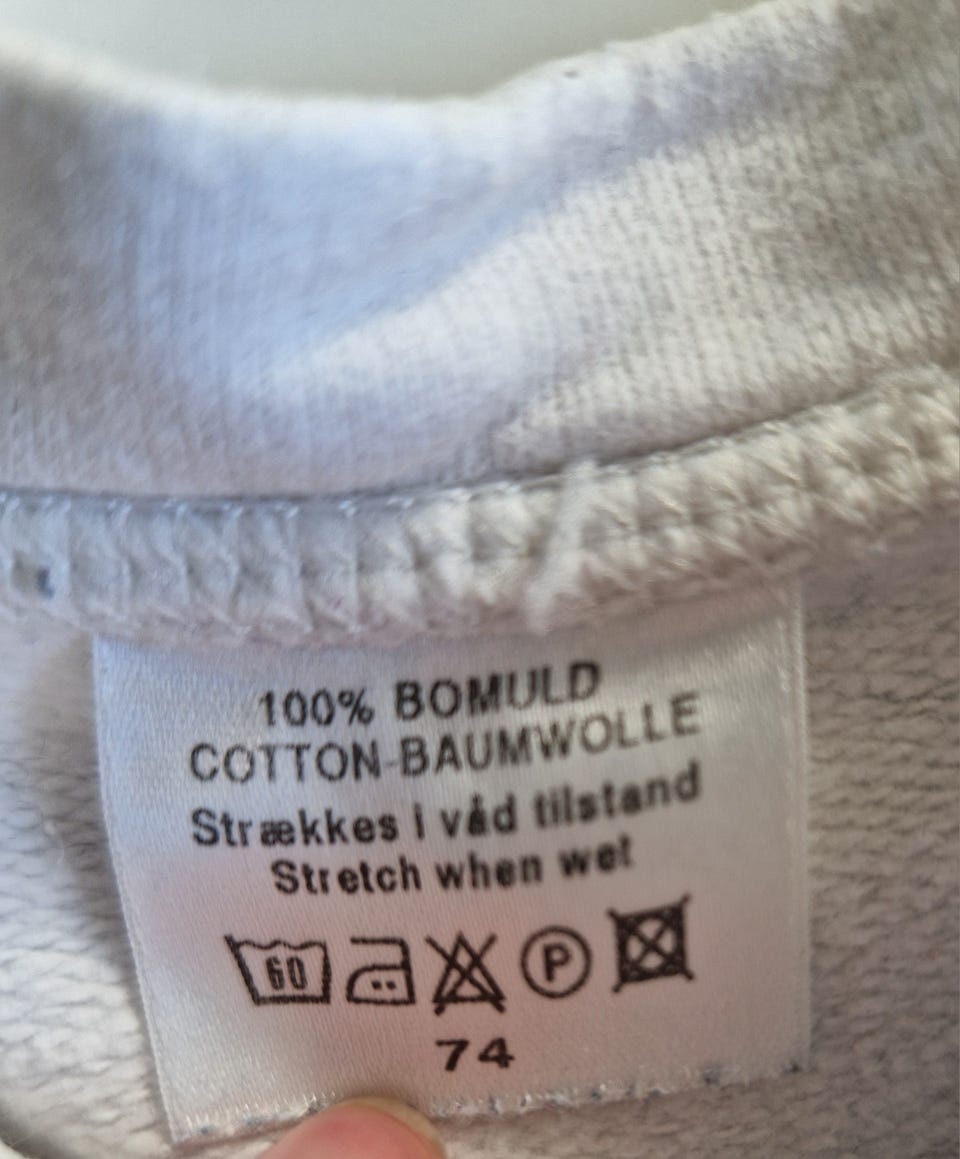 100% BOMULD
COTTON-BAUMWOLLE
Strækkes i våd tilstand
Stretch when wet
60 P
74